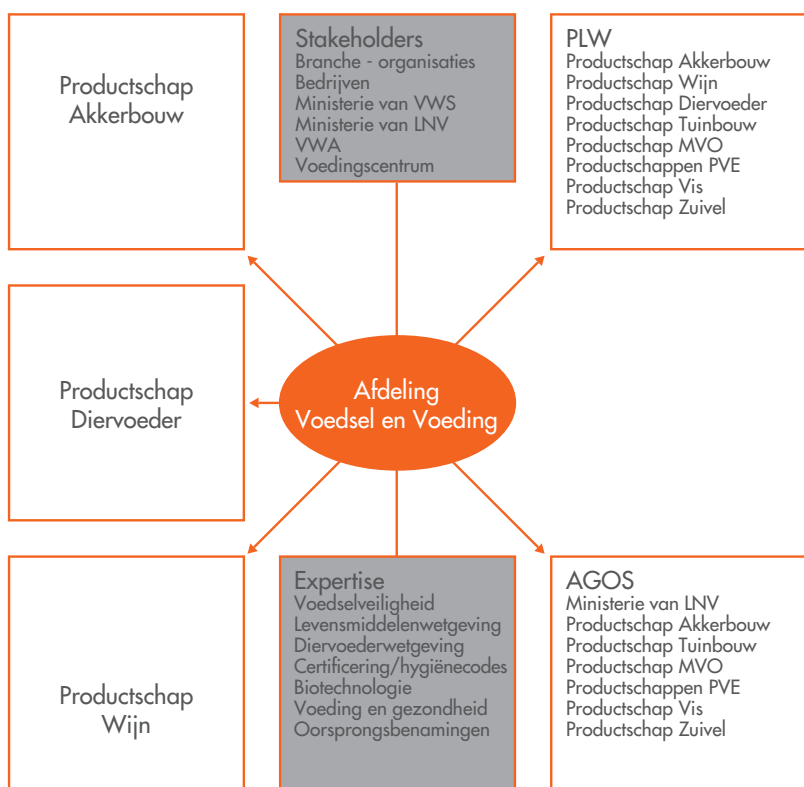 Productschap
Akkerbouw
Stakeholders
Branche - organisaties
Bedrijven
Ministerie van VWS
Ministerie van LNV
VWA
Voedingscentrum
PLW
Productschap Akkerbouw
Productschap Wijn
Productschap Diervoeder
Productschap Tuinbouw
Productschap MVO
Productschappen PVE
Productschap Vis
Productschap Zuivel
Productschap
Diervoeder
Afdeling
Voedsel en Voeding
Productschap
Wijn
Expertise
Voedselveiligheid
Levensmiddelenwetgeving
Diervoederwetgeving
Certificering/hygiënecodes
Biotechnologie
Voeding en gezondheid
Oorsprongsbenamingen
AGOS
Ministerie van LNV
Productschap Akkerbouw
Productschap Tuinbouw
Productschap MVO
Productschappen PVE
Productschap Vis
Productschap Zuivel